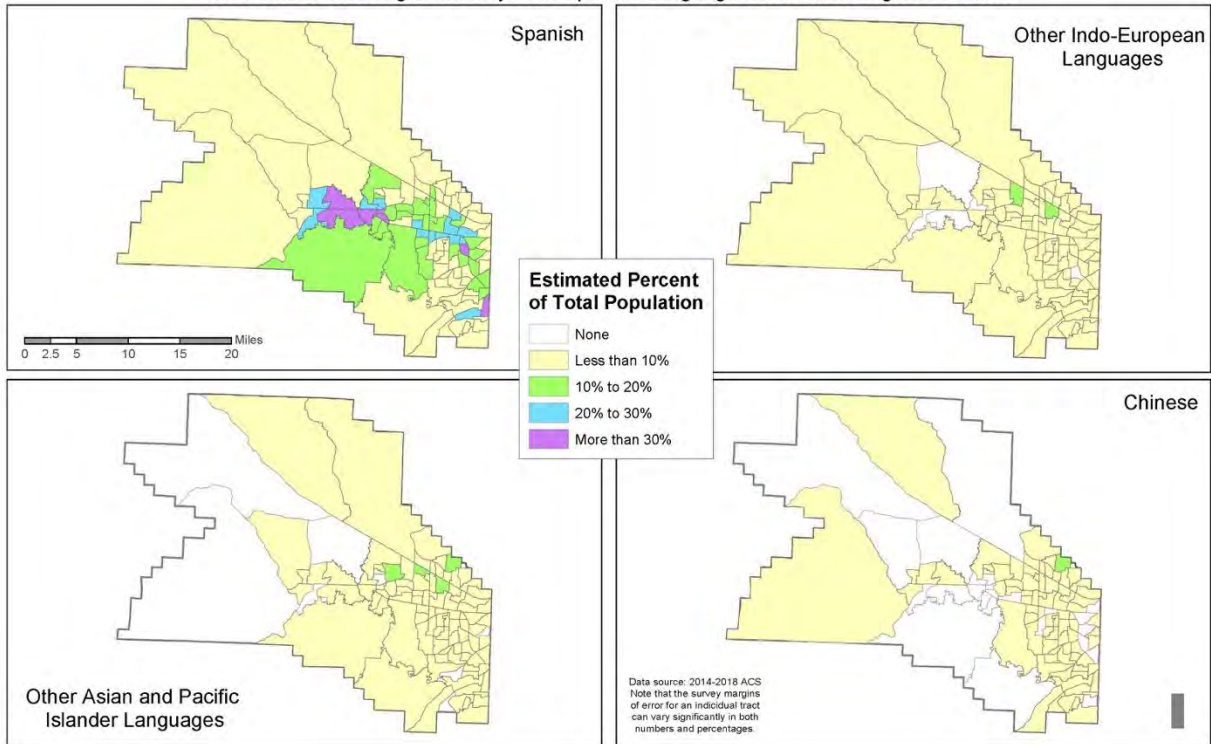 Spanish
Other Indo-European
Languages
Miles
0 2.5 5 10 15 20
Estimated Percent
of Total Population
None
Less than 10%
10% to 20%
20% to 30%
More than 30%
Other Asian and Pacific
Islander Languages
Chinese
Data source: 2014-2018 ACS
Note that the survey margins
of error for an indicidual tract
can vary significantly in both
numbers and percentages